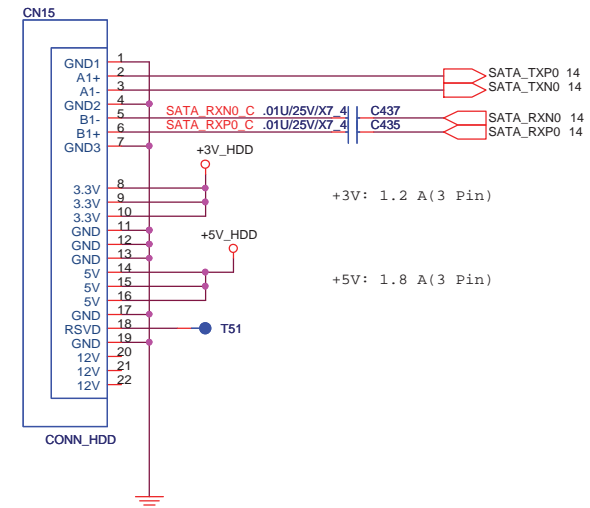 CN15
GND1 1
A1+ 2 SATA_TXP0 14
A1- 3 SATA_TXN0 14
GND2 4
B1- 5 SATA_RXN0_C .01U/25V/X7_4 C437 SATA_RXN0 14
B1+ 6 SATA_RXP0_C .01U/25V/X7_4 C435 SATA_RXP0 14
GND3 7
+3V_HDD
3.3V 8
3.3V 9 +3V: 1.2 A(3 Pin)
3.3V 10
GND 11
GND 12 +5V_HDD
GND 13
5V 14
5V 15 +5V: 1.8 A(3 Pin)
5V 16
GND 17
RSVD 18 T51
GND 19
12V 20
12V 21
12V 22
CONN_HDD